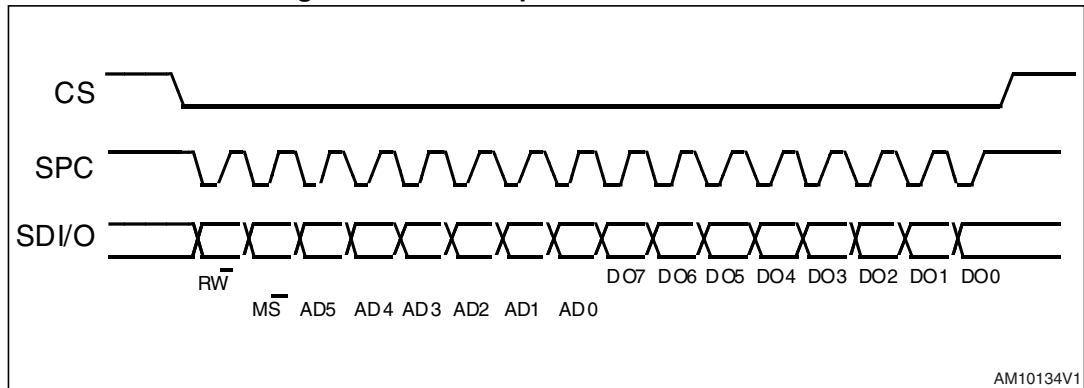 CS
SPC
SDI/O
RW DO7 DO6 DO5 DO4 DO3 DO2 DO1 DO0
MS AD5 AD4 AD3 AD2 AD1 AD0
AM10134V1